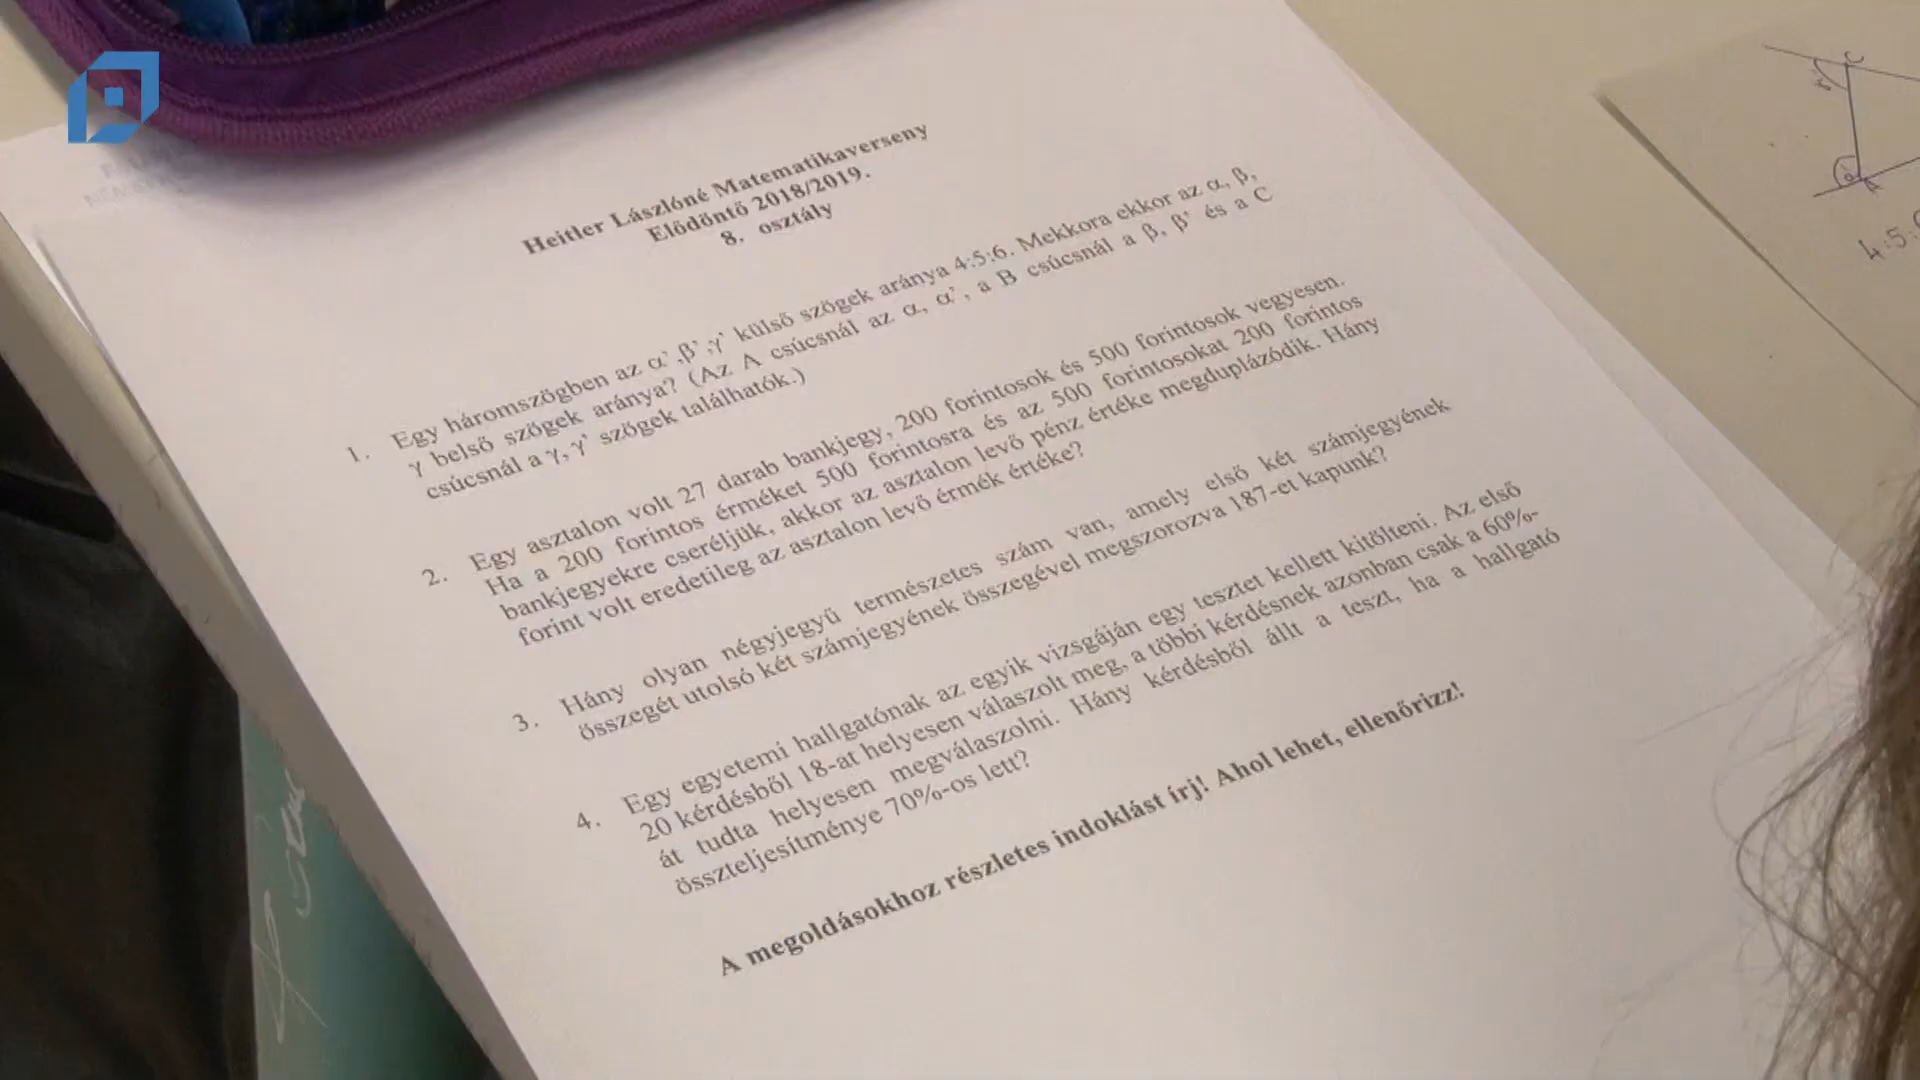 Heitler Lászlóné Matematikaverseny
Elődöntő 2018/2019.
8. osztály
1. Egy háromszögben az α’,β’,γ’ külső szögek aránya 4:5:6. Mekkora ekkor az α, β,
γ belső szögek aránya? (Az A csúcsnál az α, α’, a B csúcsnál a β, β’ és a C
csúcsnál a γ, γ’ szögek találhatók.)
2. Egy asztalon volt 27 darab bankjegy, 200 forintosok és 500 forintosok vegyesen.
Ha a 200 forintos érméket 500 forintosra és az 500 forintosokat 200 forintos
bankjegyekre cseréljük, akkor az asztalon levő pénz értéke megduplázódik. Hány
forint volt eredetileg az asztalon levő érmék értéke?
3. Hány olyan négyjegyű természetes szám van, amely első két számjegyének
összegét utolsó két számjegyének összegével megszorozva 187-et kapunk?
4. Egy egyetemi hallgatónak az egyik vizsgáján egy tesztet kellett kitölteni. Az első
20 kérdésből 18-at helyesen válaszolt meg, a többi kérdésnek azonban csak a 60%-
át tudta helyesen megválaszolni. Hány kérdésből állt a teszt, ha a hallgató
összteljesítménye 70%-os lett?
A megoldásokhoz részletes indoklást írj! Ahol lehet, ellenőrizz!
C
A
4:5: